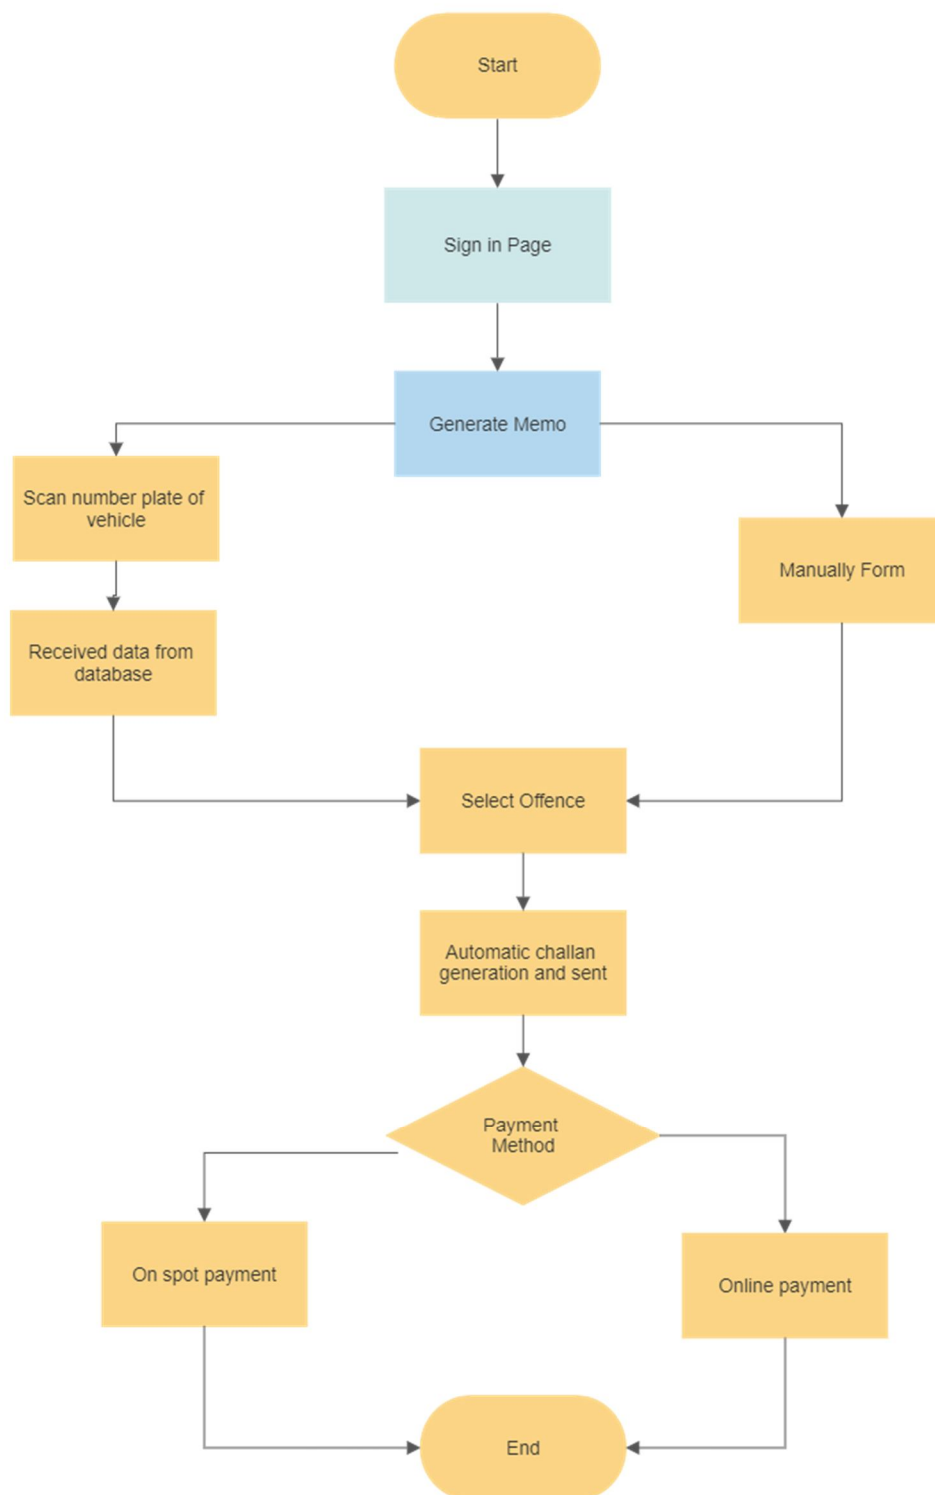 Start
Sign in Page
Generate Memo
Scan number plate of
vehicle
Manually Form
Received data from
database
Select Offence
Automatic challan
generation and sent
Payment
Method
On spot payment
Online payment
End